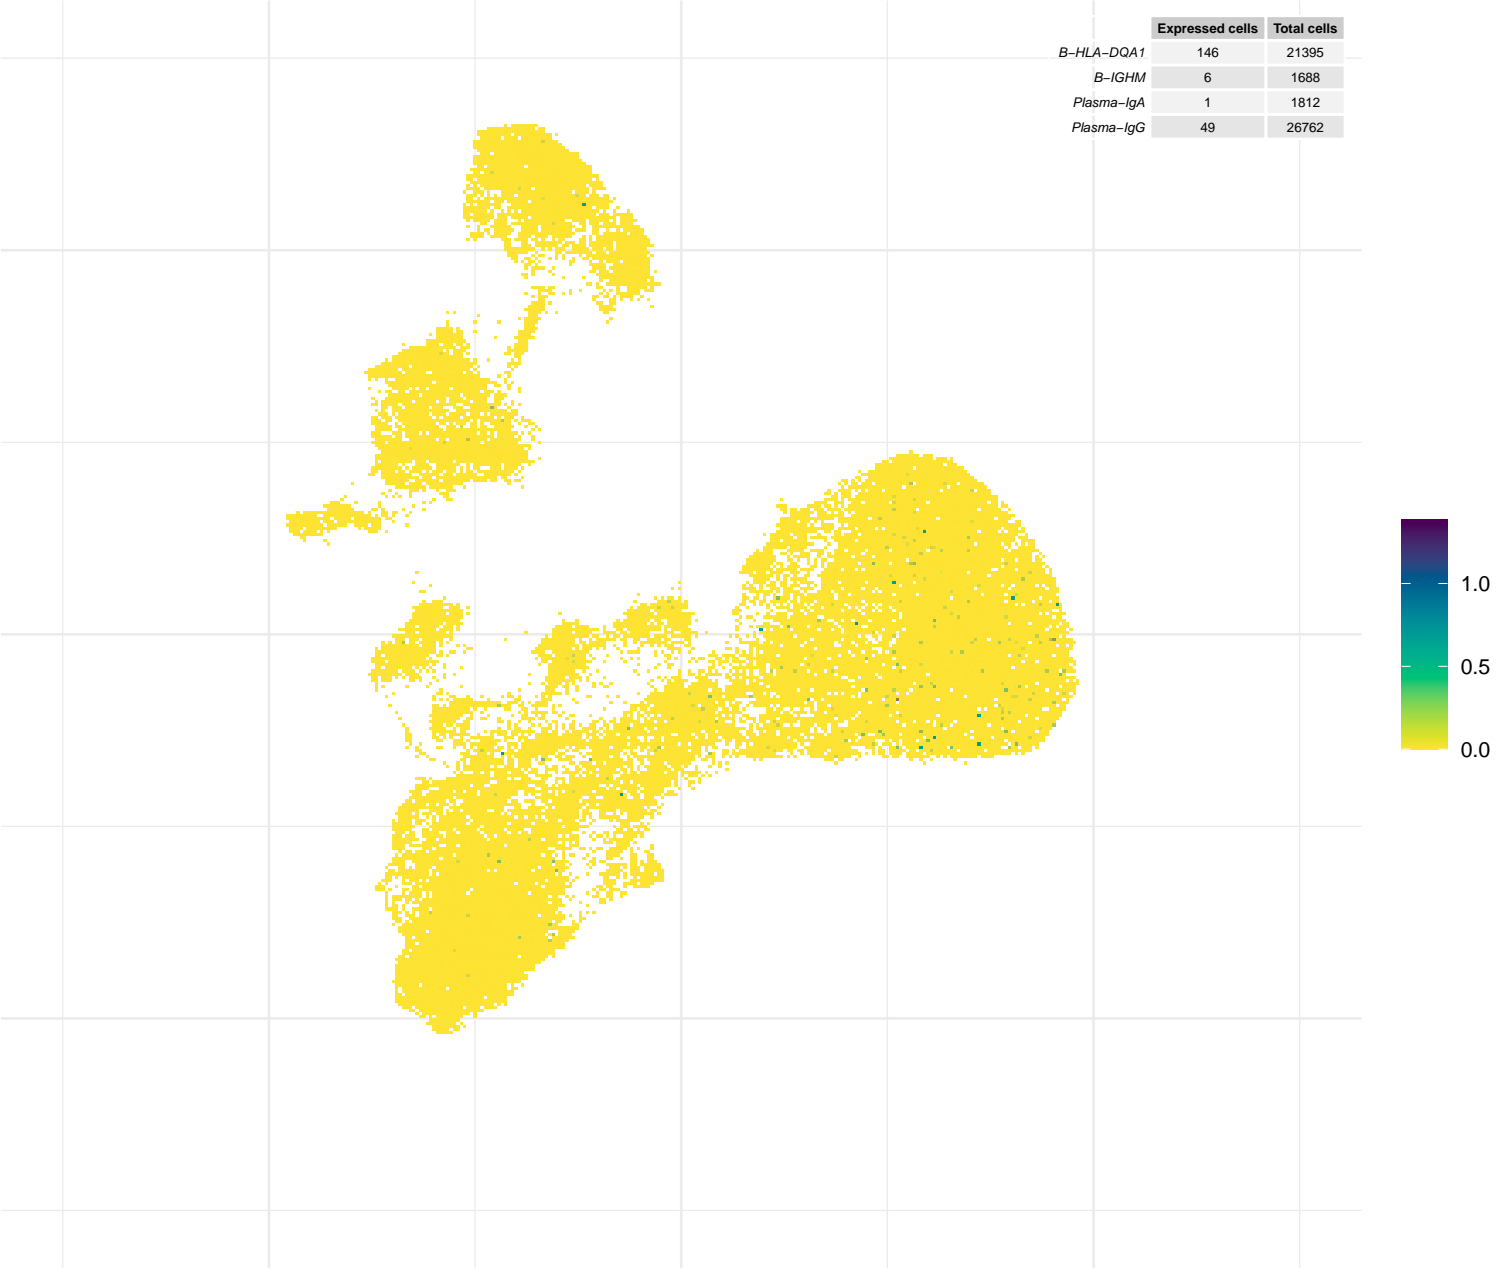 Expressed cells Total cells
B−HLA−DQA1 146 21395
B−IGHM 6 1688
Plasma−IgA 1 1812
Plasma−IgG 49 26762
1.0
0.5
0.0